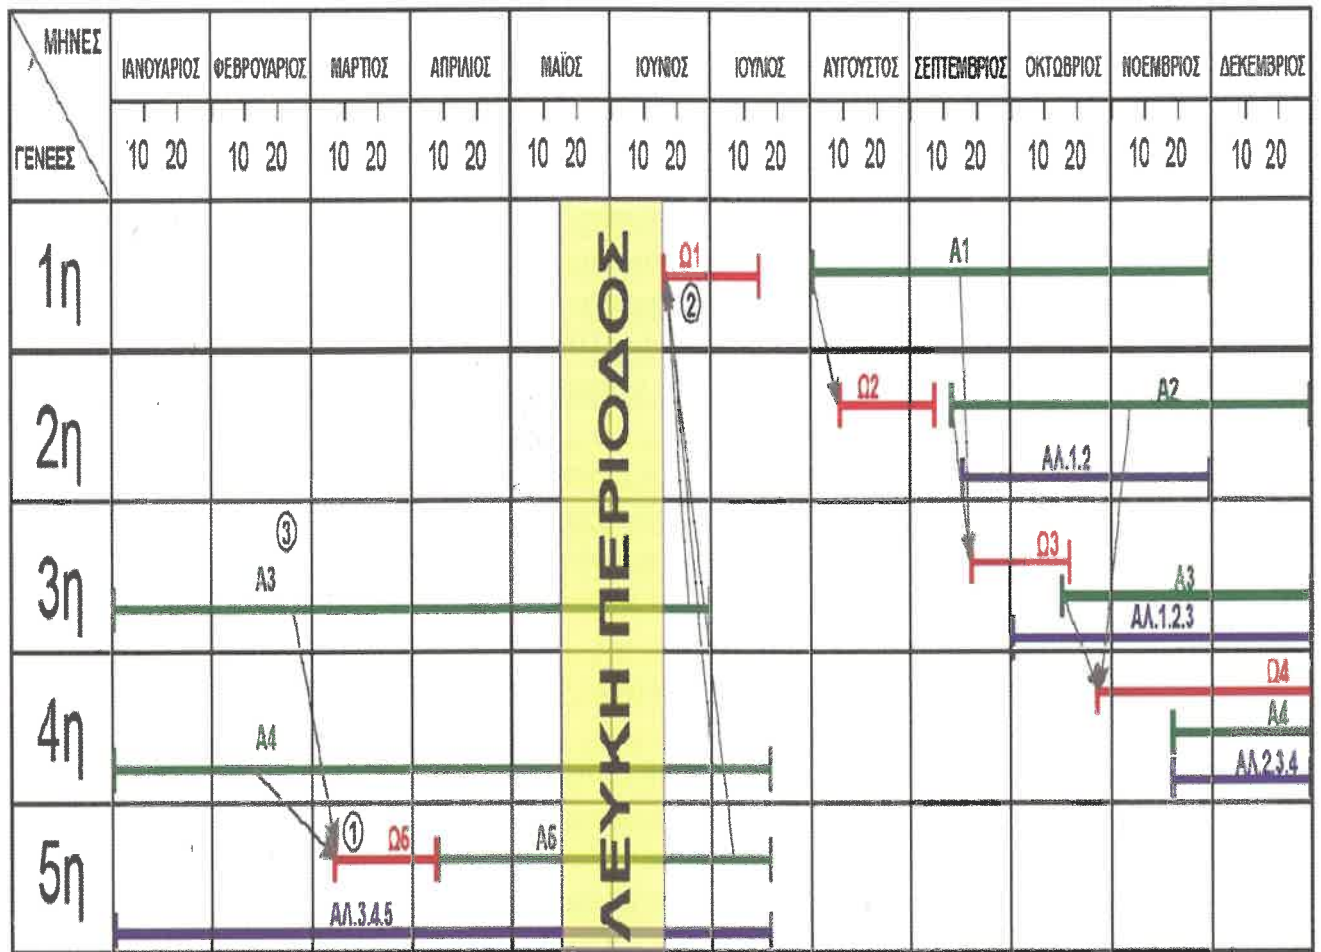 ΜΗΝΕΣ
ΓΕΝΕΕΣ
ΙΑΝΟΥΑΡΙΟΣ ΦΕΒΡΟΥΑΡΙΟΣ ΜΑΡΤΙΟΣ ΑΠΡΙΛΙΟΣ ΜΑΪΟΣ ΙΟΥΝΙΟΣ ΙΟΥΛΙΟΣ ΑΥΓΟΥΣΤΟΣ ΣΕΠΤΕΜΒΡΙΟΣ ΟΚΤΩΒΡΙΟΣ ΝΟΕΜΒΡΙΟΣ ΔΕΚΕΜΒΡΙΟΣ
10 20 10 20 10 20 10 20 10 20 10 20 10 20 10 20 10 20 10 20 10 20 10 20
ΛΕΥΚΗ ΠΕΡΙΟΔΟΣ
1η
Ω1 Α1
②
2η
Ω2 Α2
ΑΛ.1.2
3η
③
Ω3
Α3 Α3
ΑΛ.1.2.3
4η
Ω4
Α4 Α4
ΑΛ.2.3.4
5η
① Ω5 Α5
ΑΛ.3.4.5